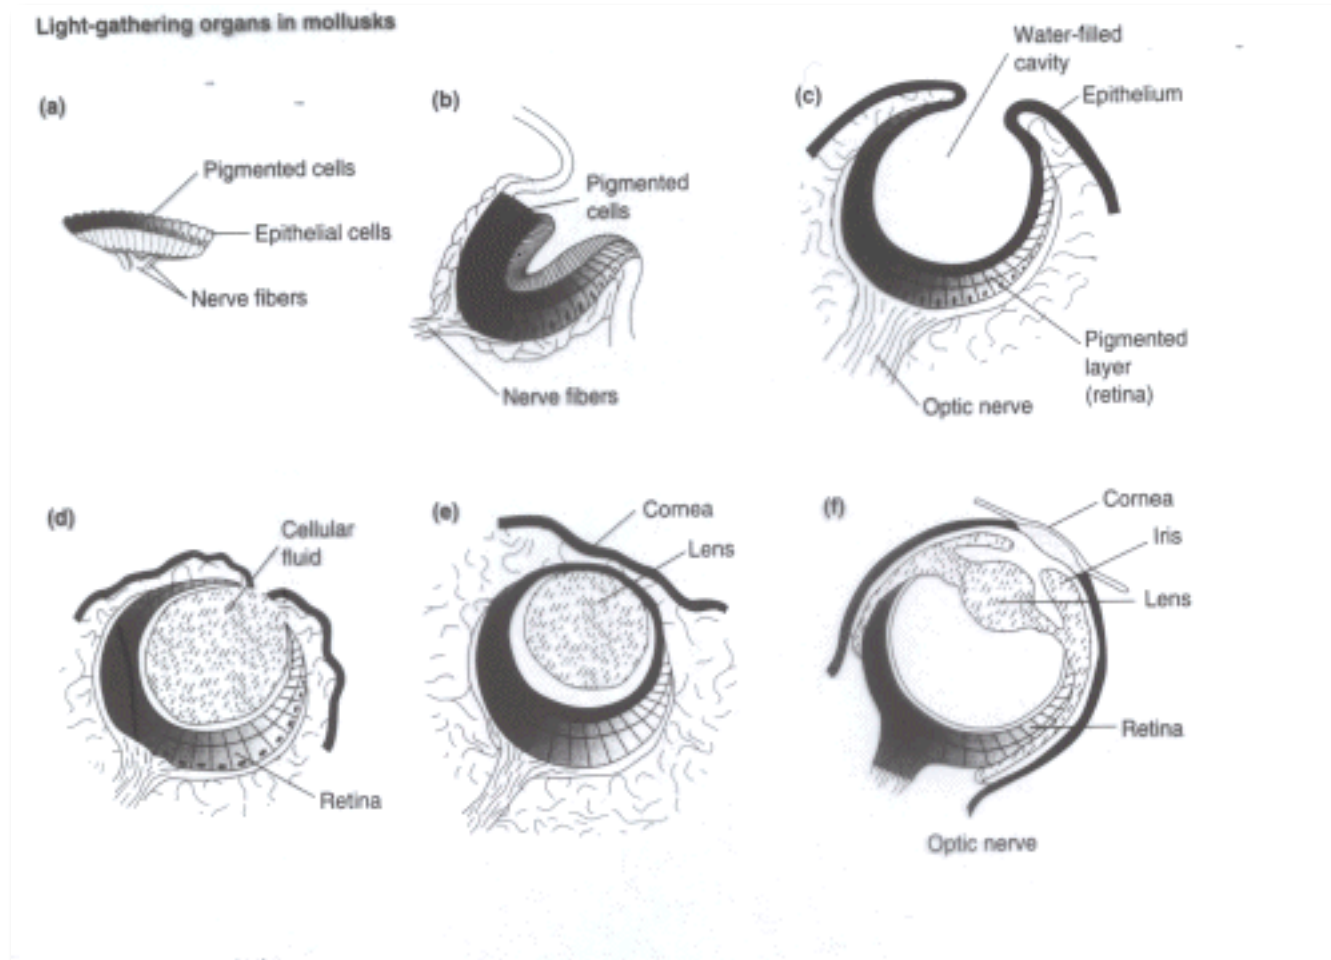 Light-gathering organs in mollusks
(a)
Pigmented cells
Epithelial cells
Nerve fibers
(b)
Pigmented
cells
Nerve fibers
(c)
Water-filled
cavity
Epithelium
Pigmented
layer
(retina)
Optic nerve
(d)
Cellular
fluid
Retina
(e)
Cornea
Lens
(f)
Cornea
Iris
Lens
Retina
Optic nerve